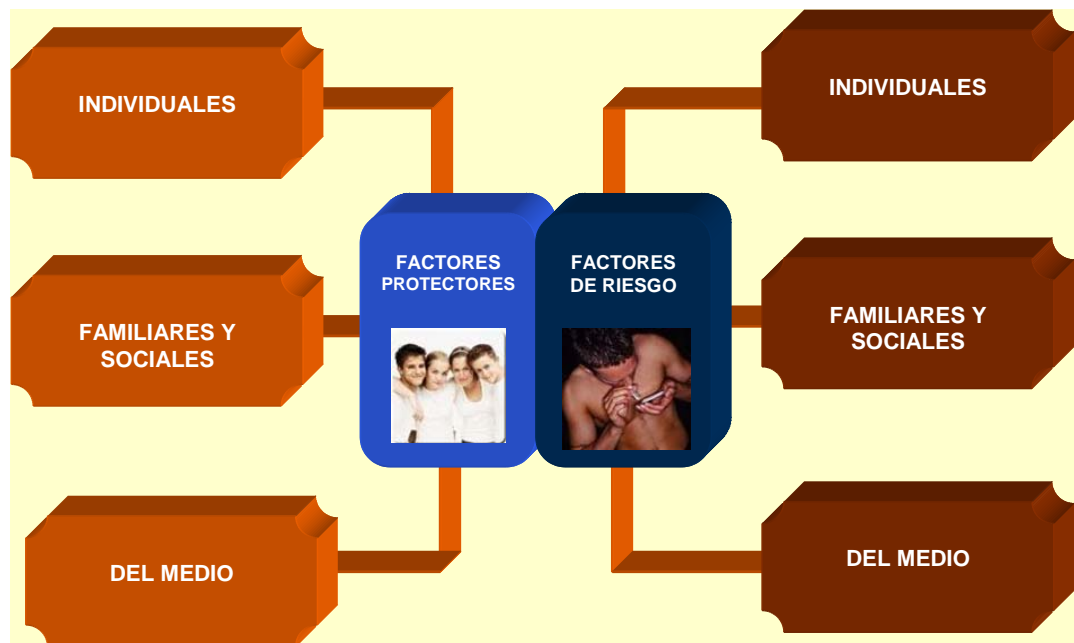 INDIVIDUALES
FAMILIARES Y
SOCIALES
DEL MEDIO
FACTORES
PROTECTORES
FACTORES
DE RIESGO
INDIVIDUALES
FAMILIARES Y
SOCIALES
DEL MEDIO